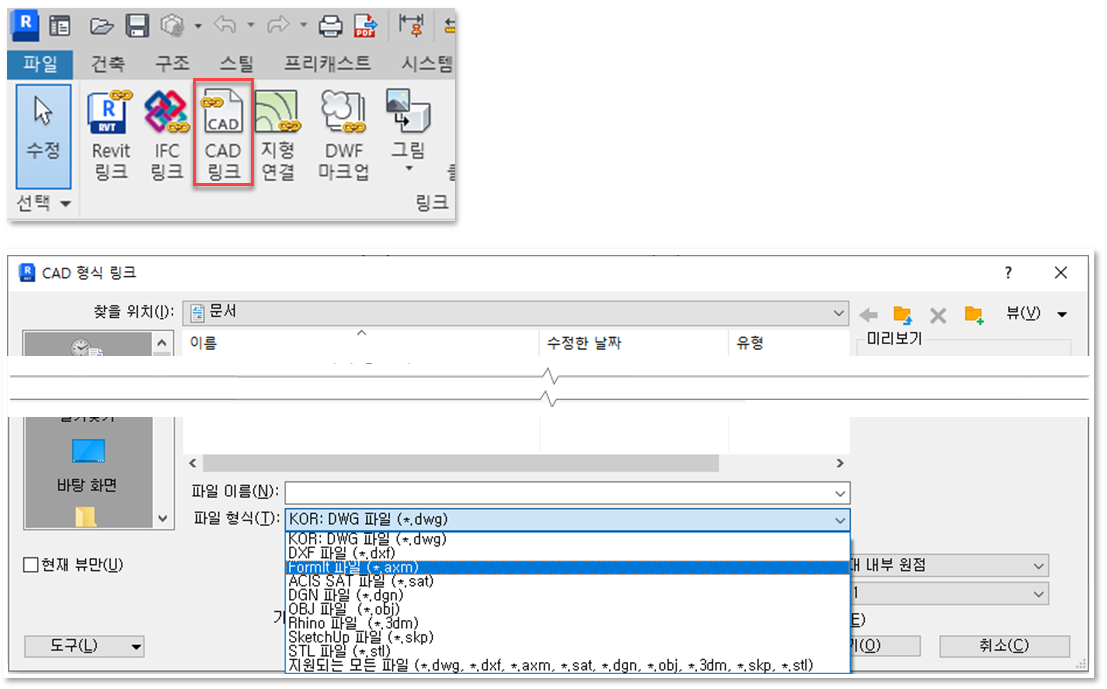 R
PDF
파일 건축 구조 스틸 프리캐스트 시스템
R RVT CAD
수정 Revit 링크 IFC 링크 CAD 링크 지형 연결 DWF 마크업 그림
선택 링크
CAD 형식 링크 ?
찾을 위치(I): 문서 뷰(V)
이름 수정한 날짜 유형 미리보기
바탕 화면
파일 이름(N):
파일 형식(T): KOR: DWG 파일 (*.dwg)
KOR: DWG 파일 (*.dwg)
DXF 파일 (*.dxf)
FormIt 파일 (*.axm)
ACIS SAT 파일 (*.sat)
DGN 파일 (*.dgn)
OBJ 파일 (*.obj)
Rhino 파일 (*.3dm)
SketchUp 파일 (*.skp)
STL 파일 (*.stl)
지원되는 모든 파일 (*.dwg, *.dxf, *.axm, *.sat, *.dgn, *.obj, *.3dm, *.skp, *.stl)
현재 뷰만(U) 내부 원점
도구(L) (O) 취소(C)